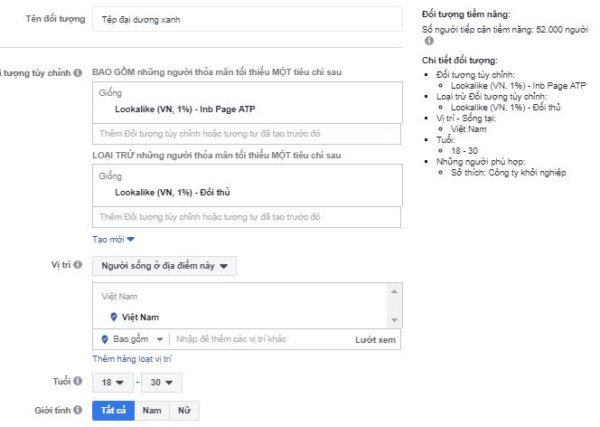 Tên đối tượng
Tệp đại dương xanh
i tượng tùy chỉnh
BAO GỒM những người thỏa mãn tối thiểu MỘT tiêu chí sau
Giống
Lookalike (VN, 1%) - Inb Page ATP
Thêm Đối tượng tùy chỉnh hoặc tương tự đã tạo trước đó
LOẠI TRỪ những người thỏa mãn tối thiểu MỘT tiêu chí sau
Giống
Lookalike (VN, 1%) - Đối thủ
Thêm Đối tượng tùy chỉnh hoặc tương tự đã tạo trước đó
Tạo mới
Vị trí
Người sống ở địa điểm này
Việt Nam
Việt Nam
Bao gồm
Nhập để thêm các vị trí khác
Lướt xem
Thêm hàng loạt vị trí
Tuổi
18 - 30
Giới tính
Tất cả Nam Nữ
Đối tượng tiềm năng:
Số người tiếp cận tiềm năng: 52.000 người
Chi tiết đối tượng:
Đối tượng tùy chỉnh:
Lookalike (VN, 1%) - Inb Page ATP
Loại trừ Đối tượng tùy chỉnh:
Lookalike (VN, 1%) - Đối thủ
Vị trí - Sống tại:
Việt Nam
Tuổi:
18 - 30
Những người phù hợp:
Sở thích: Công ty khởi nghiệp